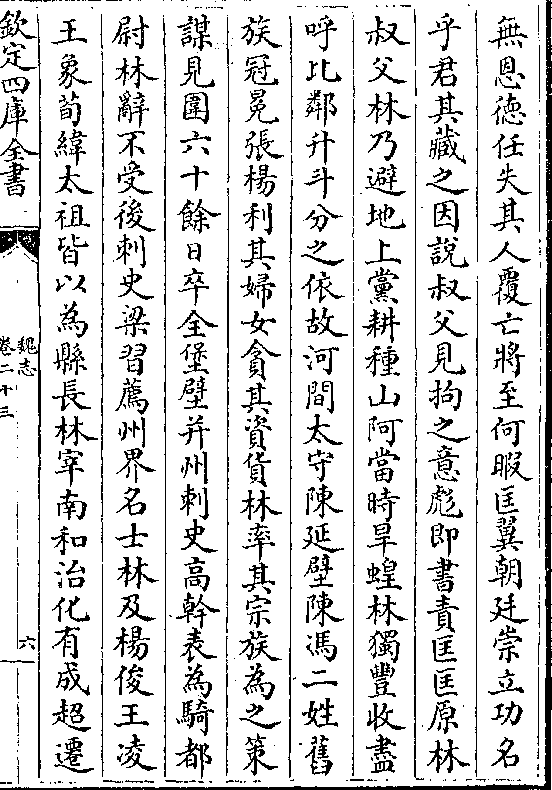 無恩徳任失其人覆亡將至何暇匡翼朝廷崇立功名
乎君其藏之因說叔父見拘之意彪即書責匡匡原林
叔父林乃避地上黨耕種山阿當時旱蝗林獨豐收盡
呼比鄰升斗分之依故河間太守陳延壁陳馮二姓舊
族冠冕張楊利其婦女貪其資貨林率其宗族為之策
謀見圍六十餘日卒全堡壁并州刺史高幹表為騎都
尉林辭不受後刺史梁習薦州界名士林及楊俊王凌
王象荀緯太祖皆以為縣長林宰南和治化有成超遷
欽定四庫全書
魏志
卷二十三
六